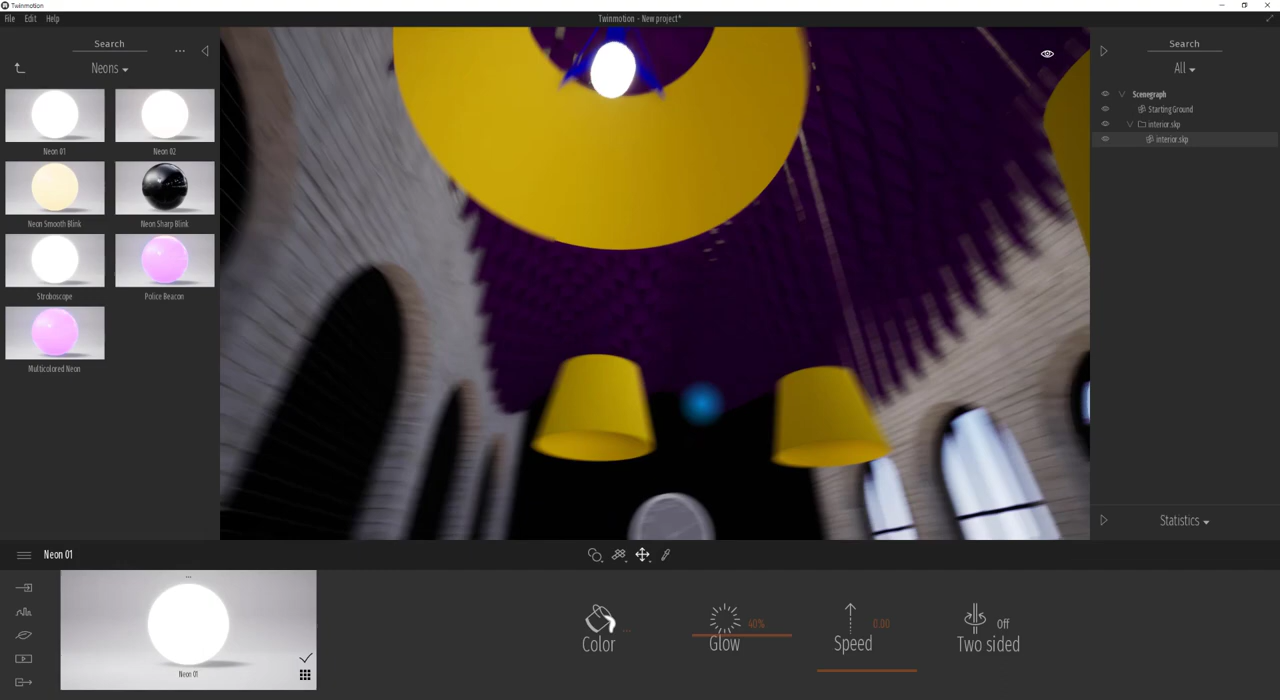 Twinmotion
File Edit Help
Twinmotion - New project*
Search
...
Neons
Neon 01
Neon 02
Neon Smooth Blink
Neon Sharp Blink
Stroboscope
Police Beacon
Multicolored Neon
Search
All
Scenegraph
Starting Ground
interior.skp
interior.skp
Statistics
Neon 01
...
Neon 01
Color
...
Glow
40%
Speed
0.00
Two sided
Off